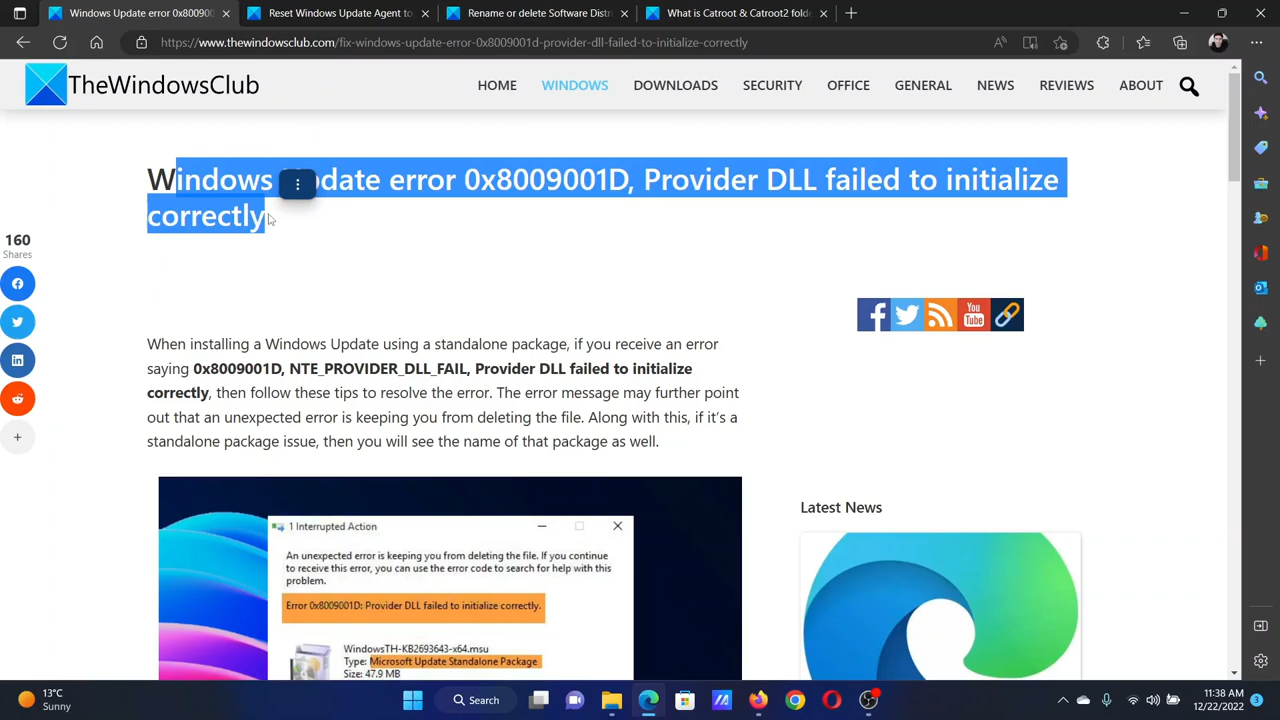 Windows Update error 0x8009
Reset Windows Update Agent to
Rename or delete Software Distri
What is Catroot & Catroot2 folde
https://www.thewindowsclub.com/fix-windows-update-error-0x8009001d-provider-dll-failed-to-initialize-correctly
TheWindowsClub
HOME WINDOWS DOWNLOADS SECURITY OFFICE GENERAL NEWS REVIEWS ABOUT
Windows Update error 0x8009001D, Provider DLL failed to initialize
correctly
160
Shares
You
Tube
When installing a Windows Update using a standalone package, if you receive an error
saying 0x8009001D, NTE_PROVIDER_DLL_FAIL, Provider DLL failed to initialize
correctly, then follow these tips to resolve the error. The error message may further point
out that an unexpected error is keeping you from deleting the file. Along with this, if it’s a
standalone package issue, then you will see the name of that package as well.
Latest News
1 Interrupted Action
An unexpected error is keeping you from deleting the file. If you continue
to receive this error, you can use the error code to search for help with this
problem.
Error 0x8009001D: Provider DLL failed to initialize correctly.
WindowsTH-KB2693643-x64.msu
Type: Microsoft Update Standalone Package
Size: 47.9 MB
13°C
Sunny
Search
11:38 AM
12/22/2022
3